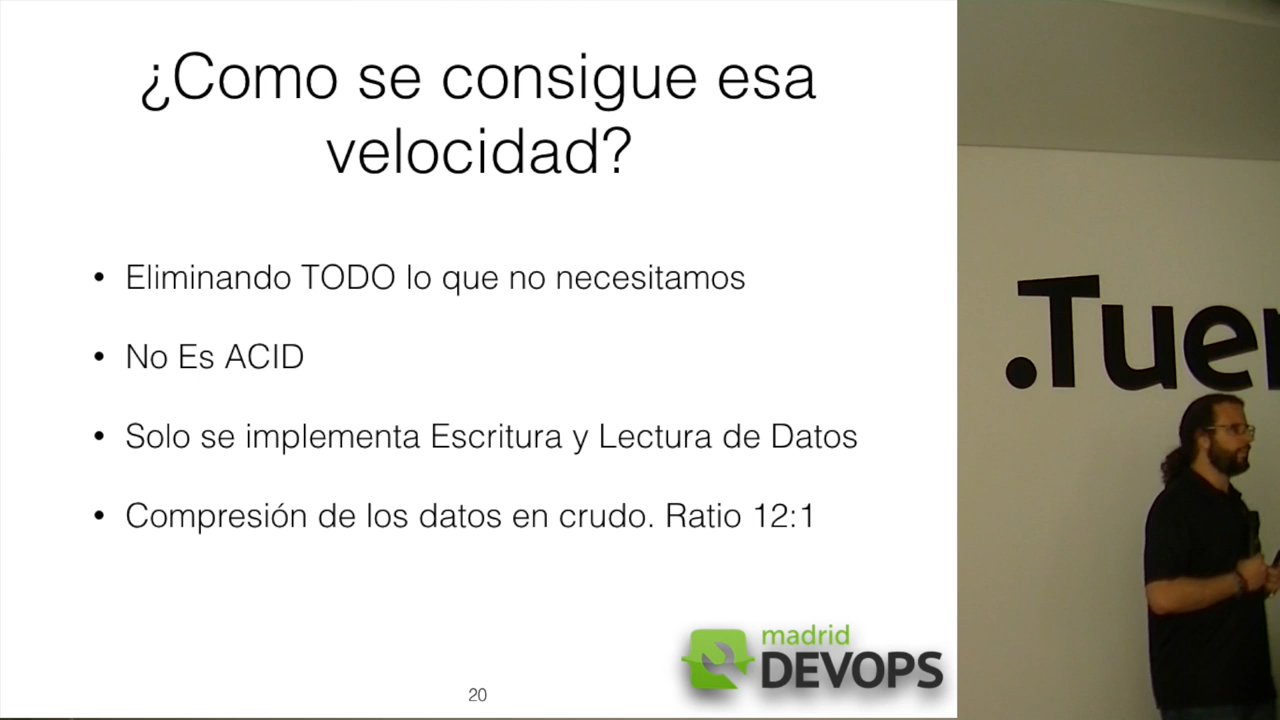 ¿Como se consigue esa
velocidad?
• Eliminando TODO lo que no necesitamos
• No Es ACID
• Solo se implementa Escritura y Lectura de Datos
• Compresión de los datos en crudo. Ratio 12:1
madrid
DEVOPS
20
.Tuen